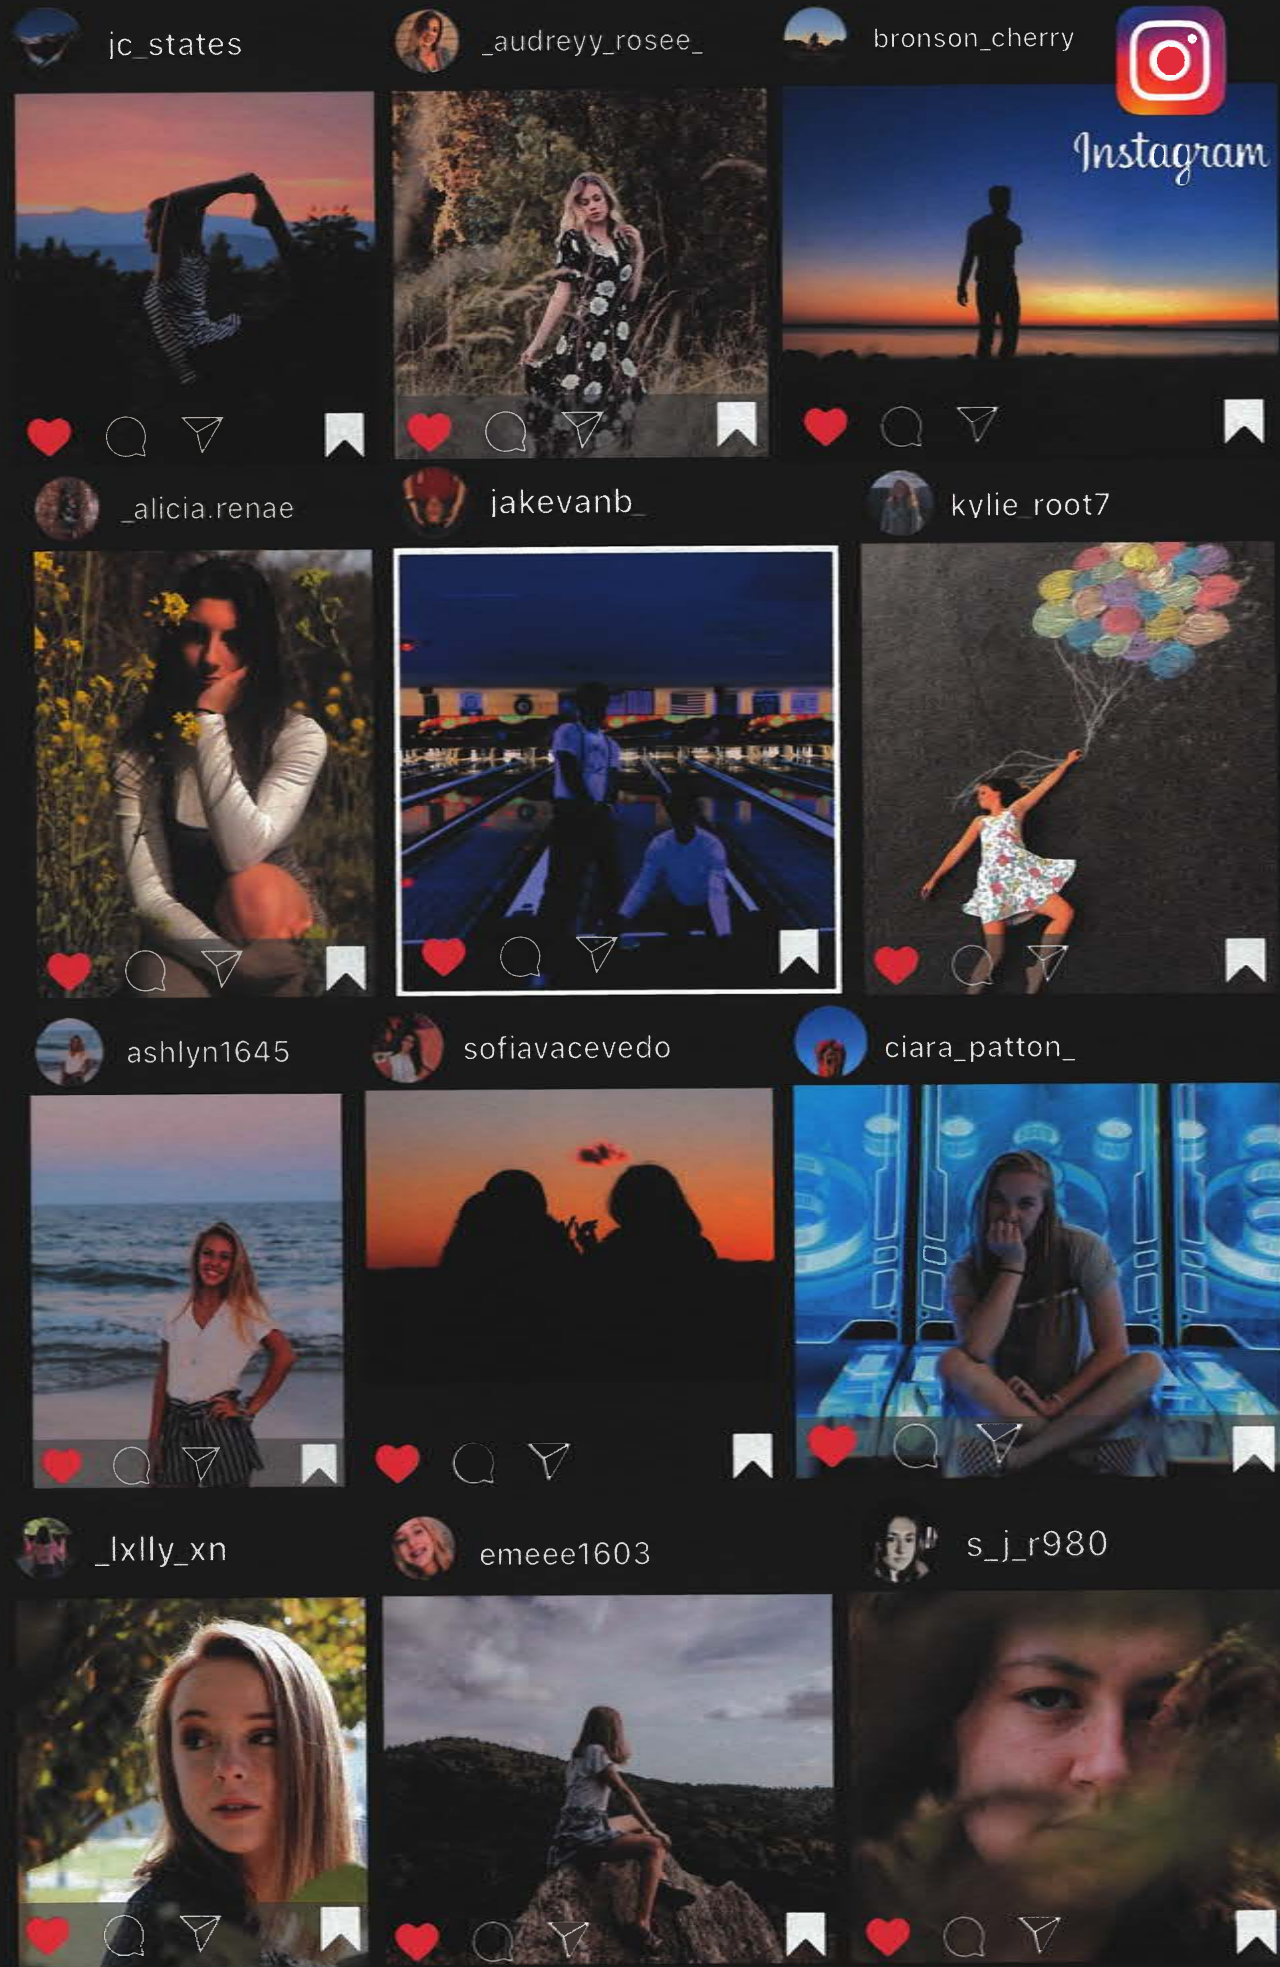 jc_states
_audreyy_rosee_
bronson_cherry
Instagram
_alicia.renae
jakevanb_
kylie_root7
ashlyn1645
sofiavacevedo
ciara_patton_
_lxlly_xn
emeee1603
s_j_r980